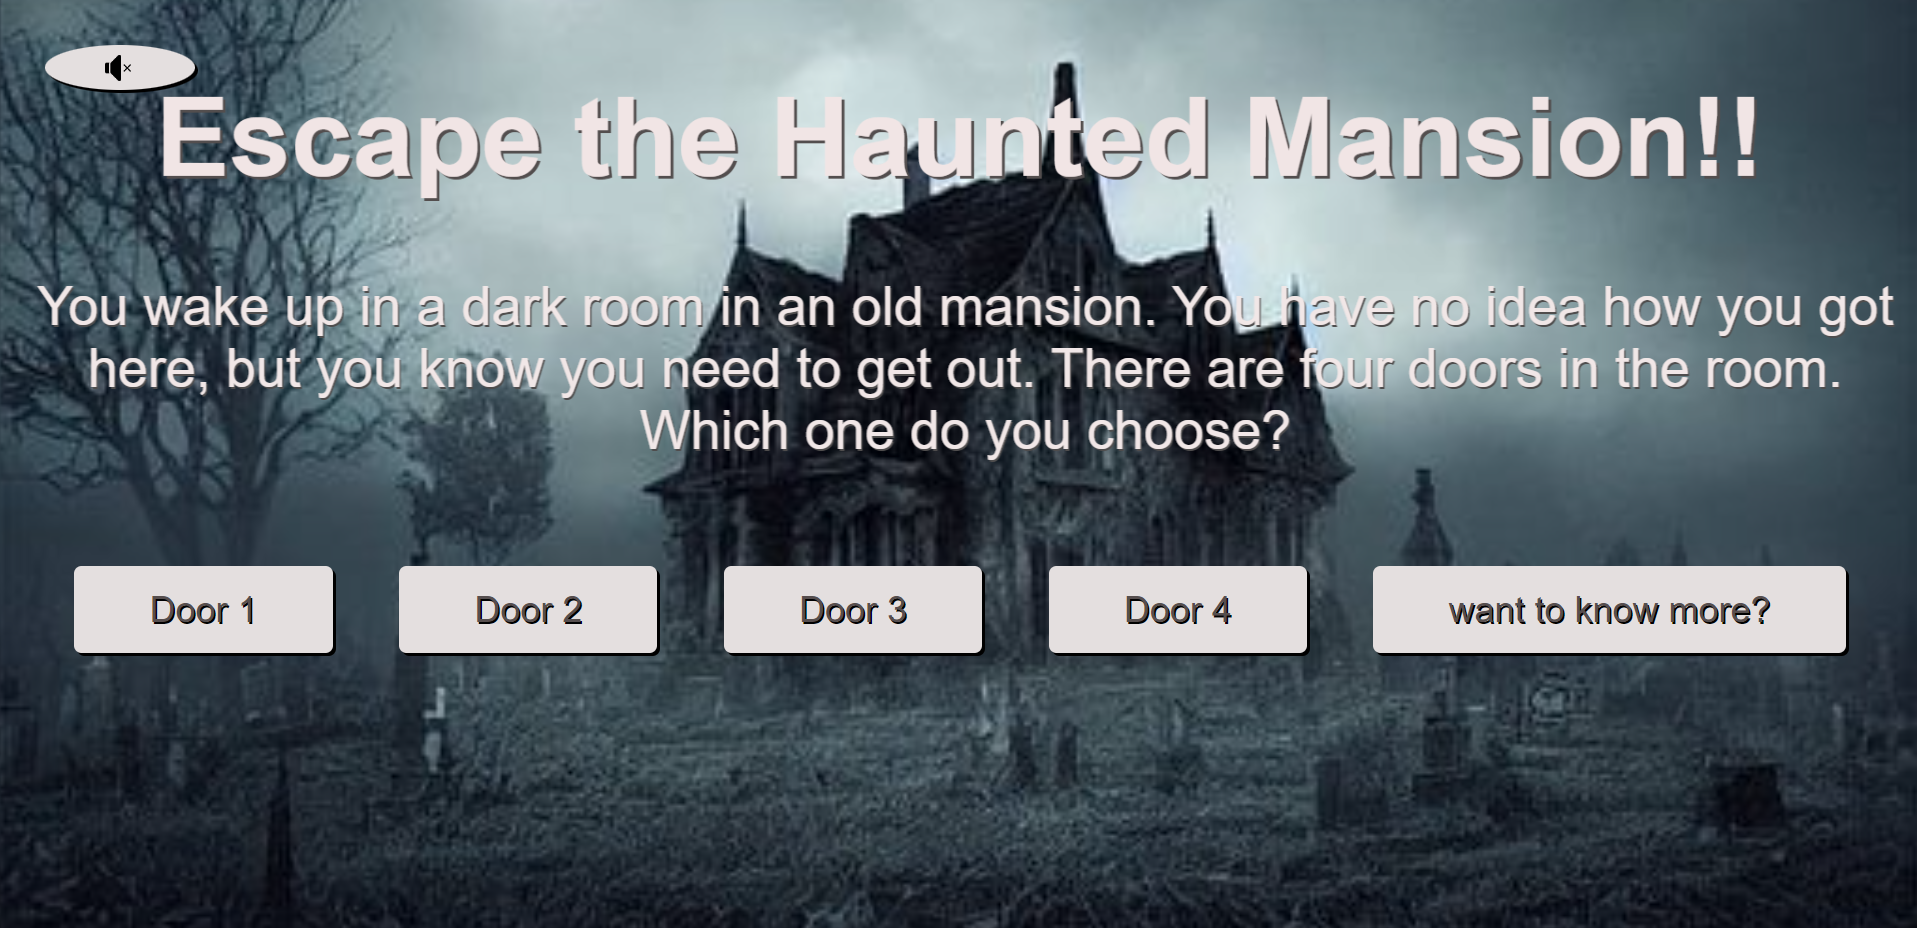 Escape the Haunted Mansion!!
You wake up in a dark room in an old mansion. You have no idea how you got
here, but you know you need to get out. There are four doors in the room.
Which one do you choose?
Door 1
Door 2
Door 3
Door 4
want to know more?